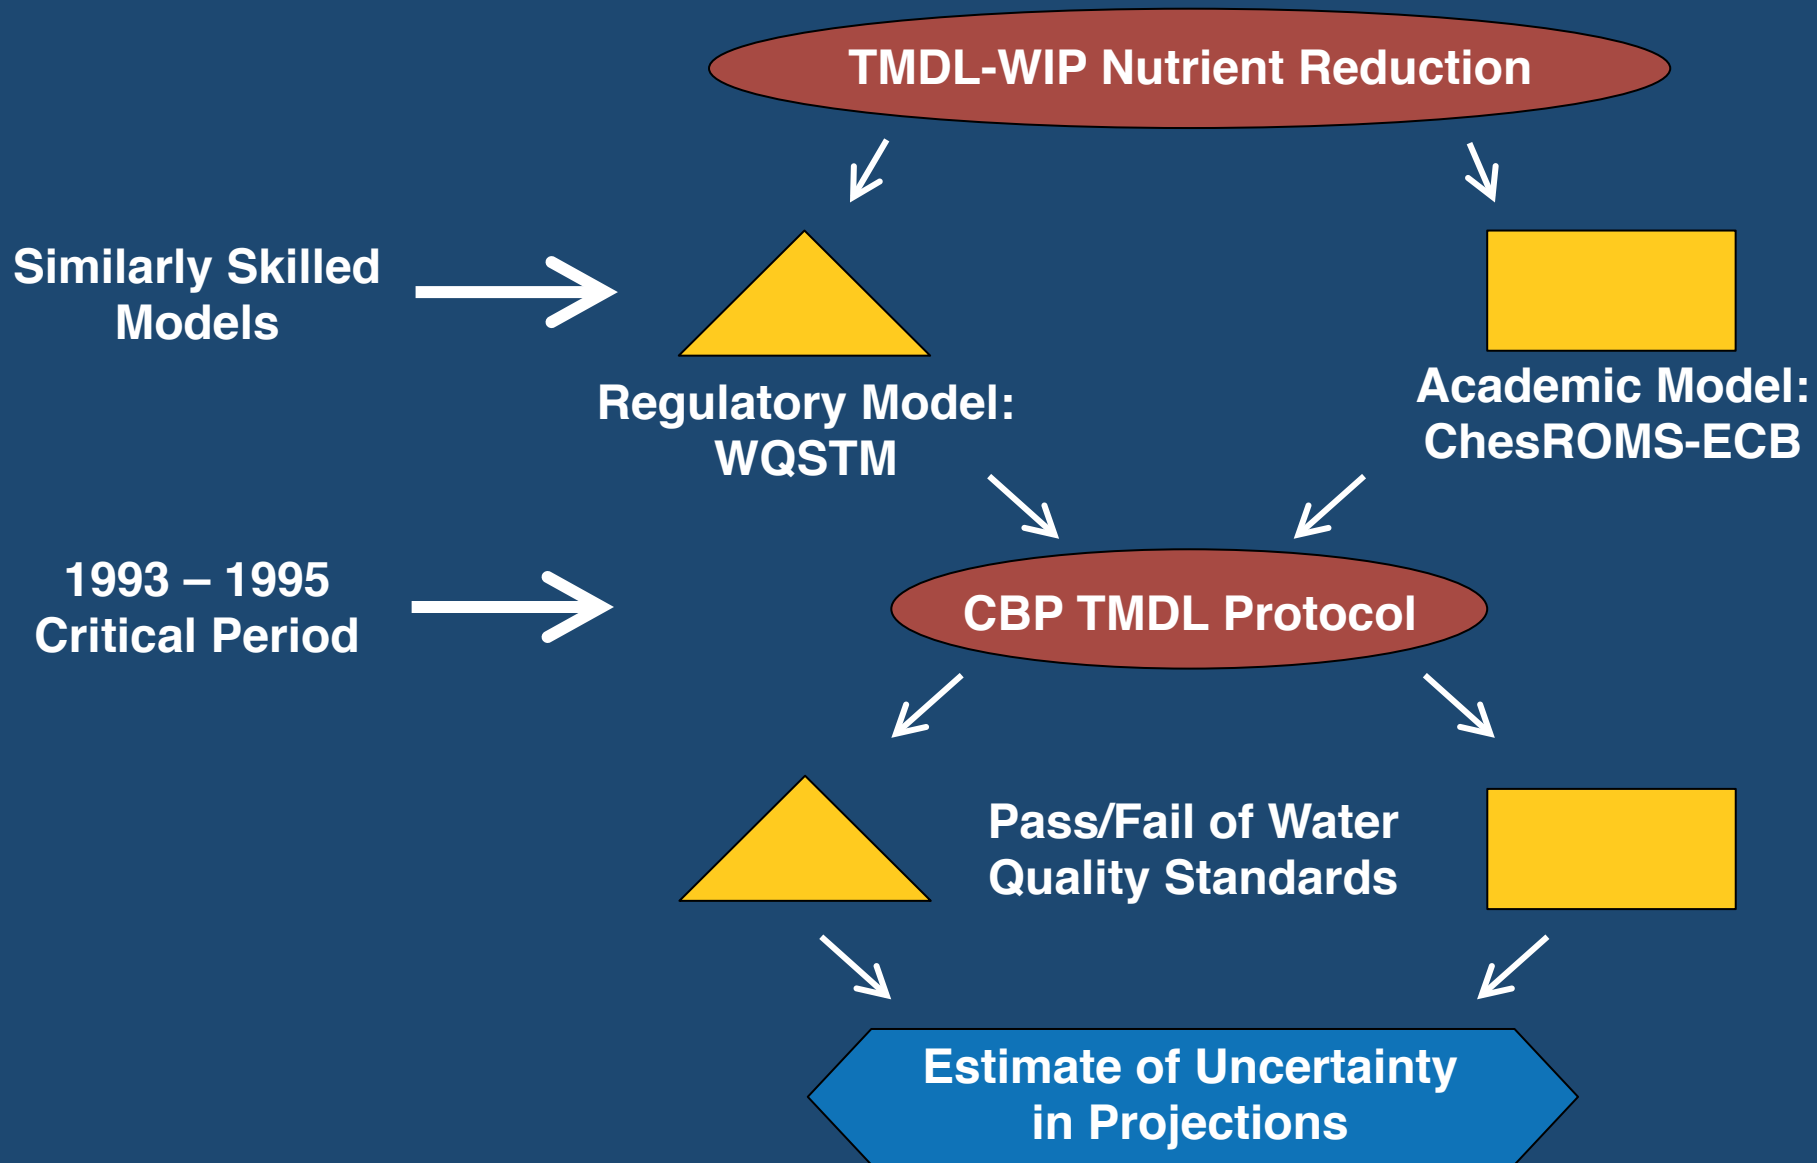 TMDL-WIP Nutrient Reduction
Similarly Skilled
Models
Regulatory Model:
WQSTM
Academic Model:
ChesROMS-ECB
1993 – 1995
Critical Period
CBP TMDL Protocol
Pass/Fail of Water
Quality Standards
Estimate of Uncertainty
in Projections